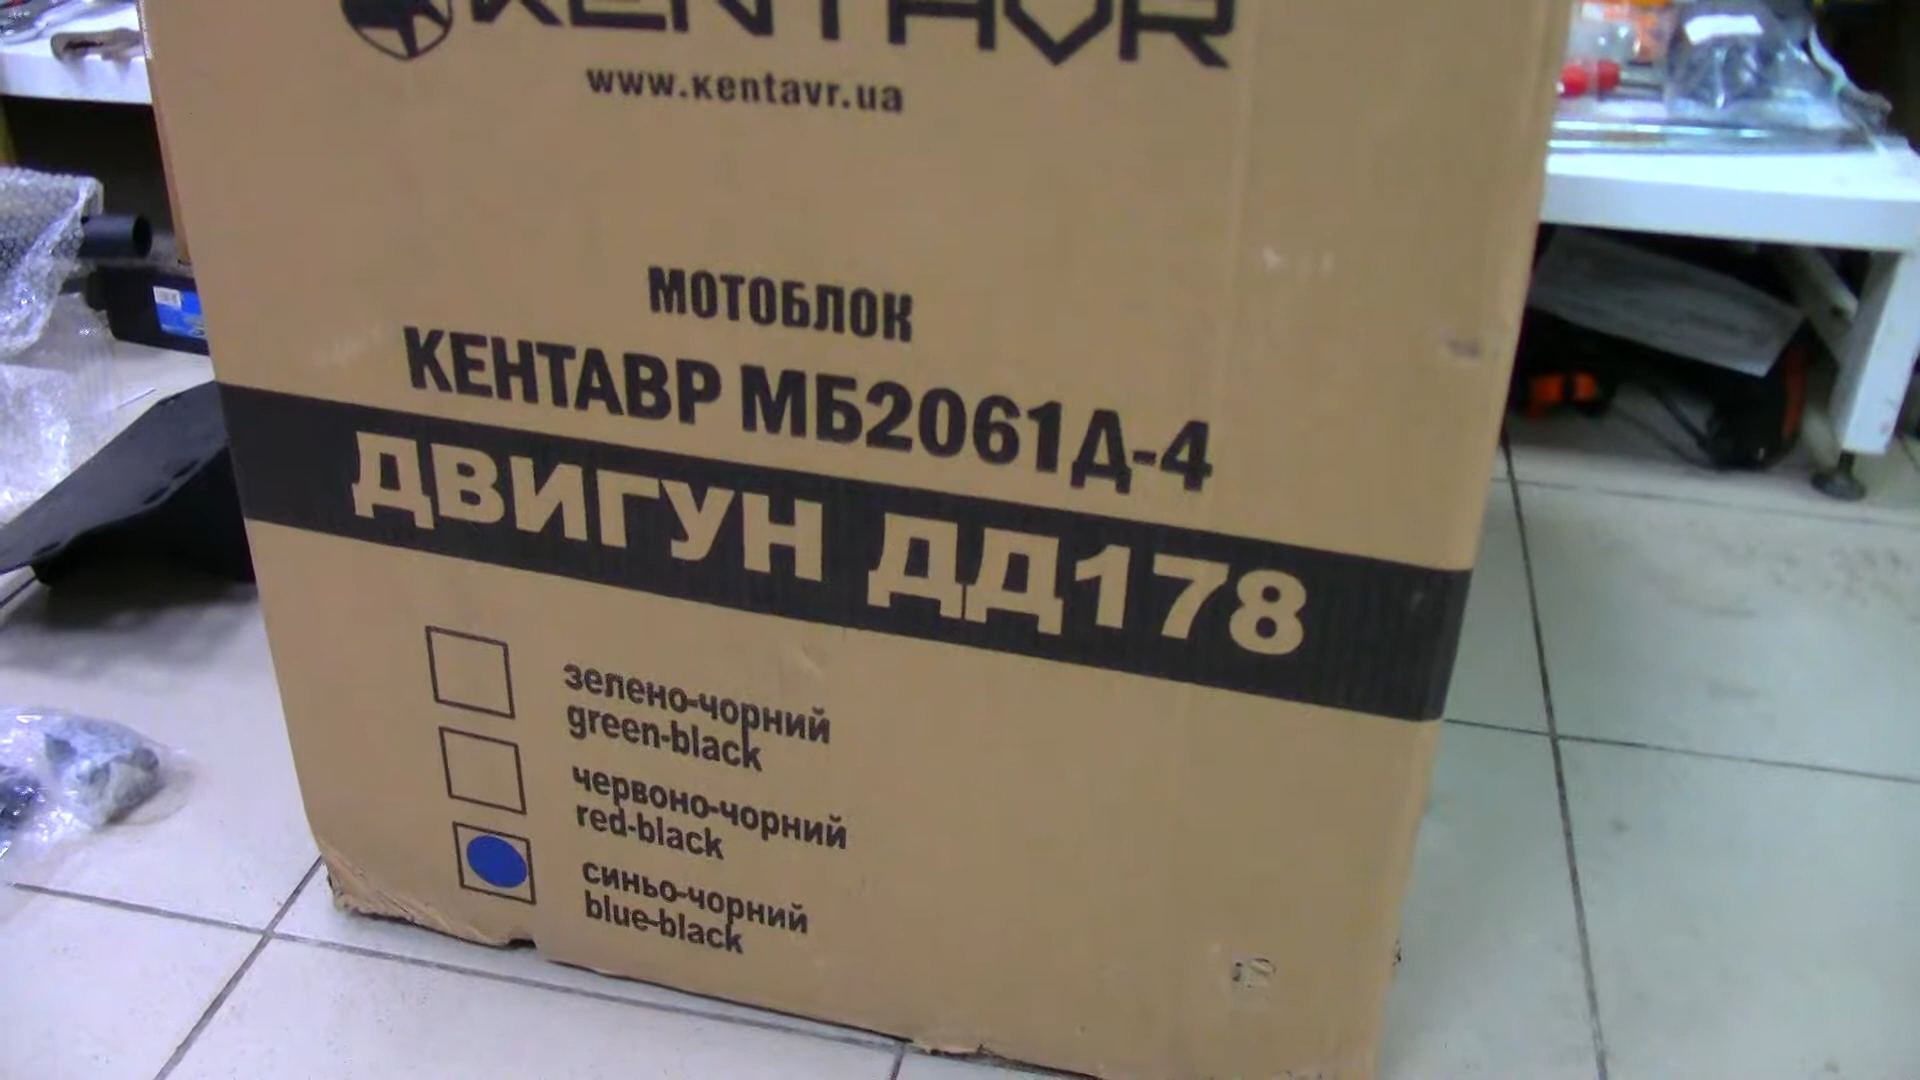 KENTAVR
www.kentavr.ua
МОТОБЛОК
КЕНТАВР МБ2061Д-4
ДВИГУН ДД178
зелено-чорний
green-black
червоно-чорний
red-black
синьо-чорний
blue-black